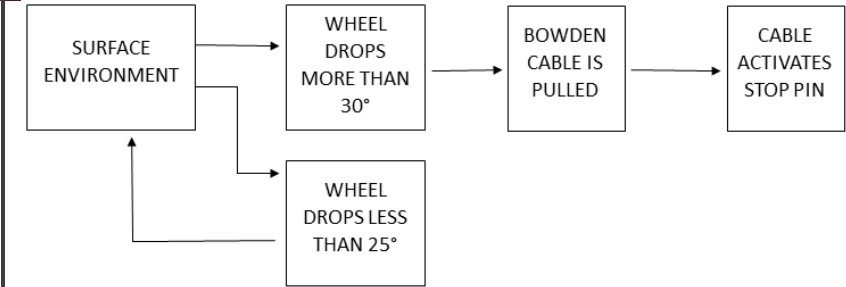 SURFACE
ENVIRONMENT
WHEEL
DROPS
MORE THAN
30°
BOWDEN
CABLE IS
PULLED
CABLE
ACTIVATES
STOP PIN
WHEEL
DROPS LESS
THAN 25°